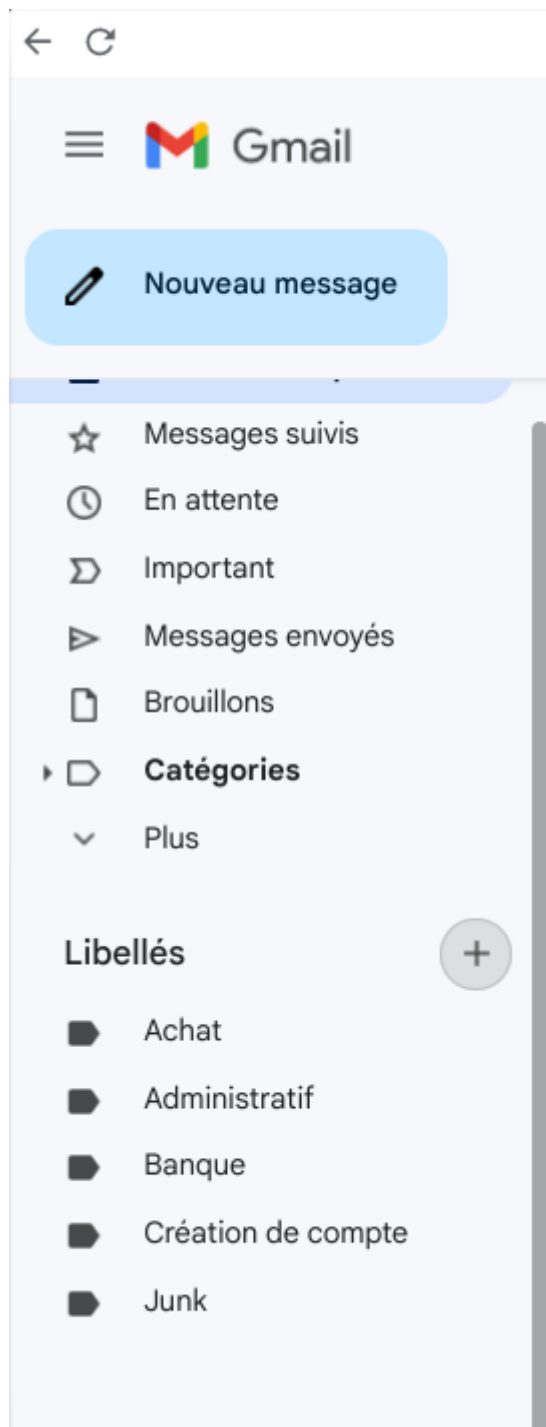 Gmail
Nouveau message
Messages suivis
En attente
Important
Messages envoyés
Brouillons
Catégories
Plus
Libellés
Achat
Administratif
Banque
Création de compte
Junk